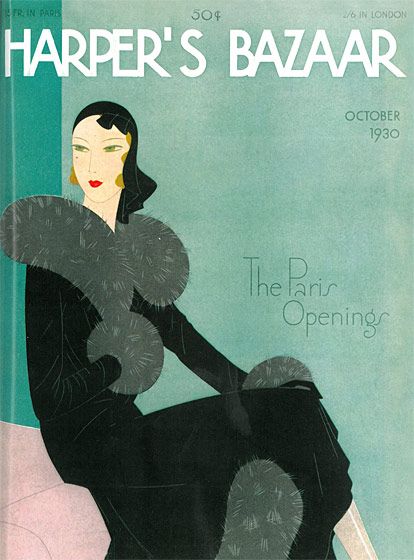 15 FR. IN PARIS 50¢ 2/6 IN LONDON
HARPER'S BAZAAR
OCTOBER
1930
The Paris
Openings